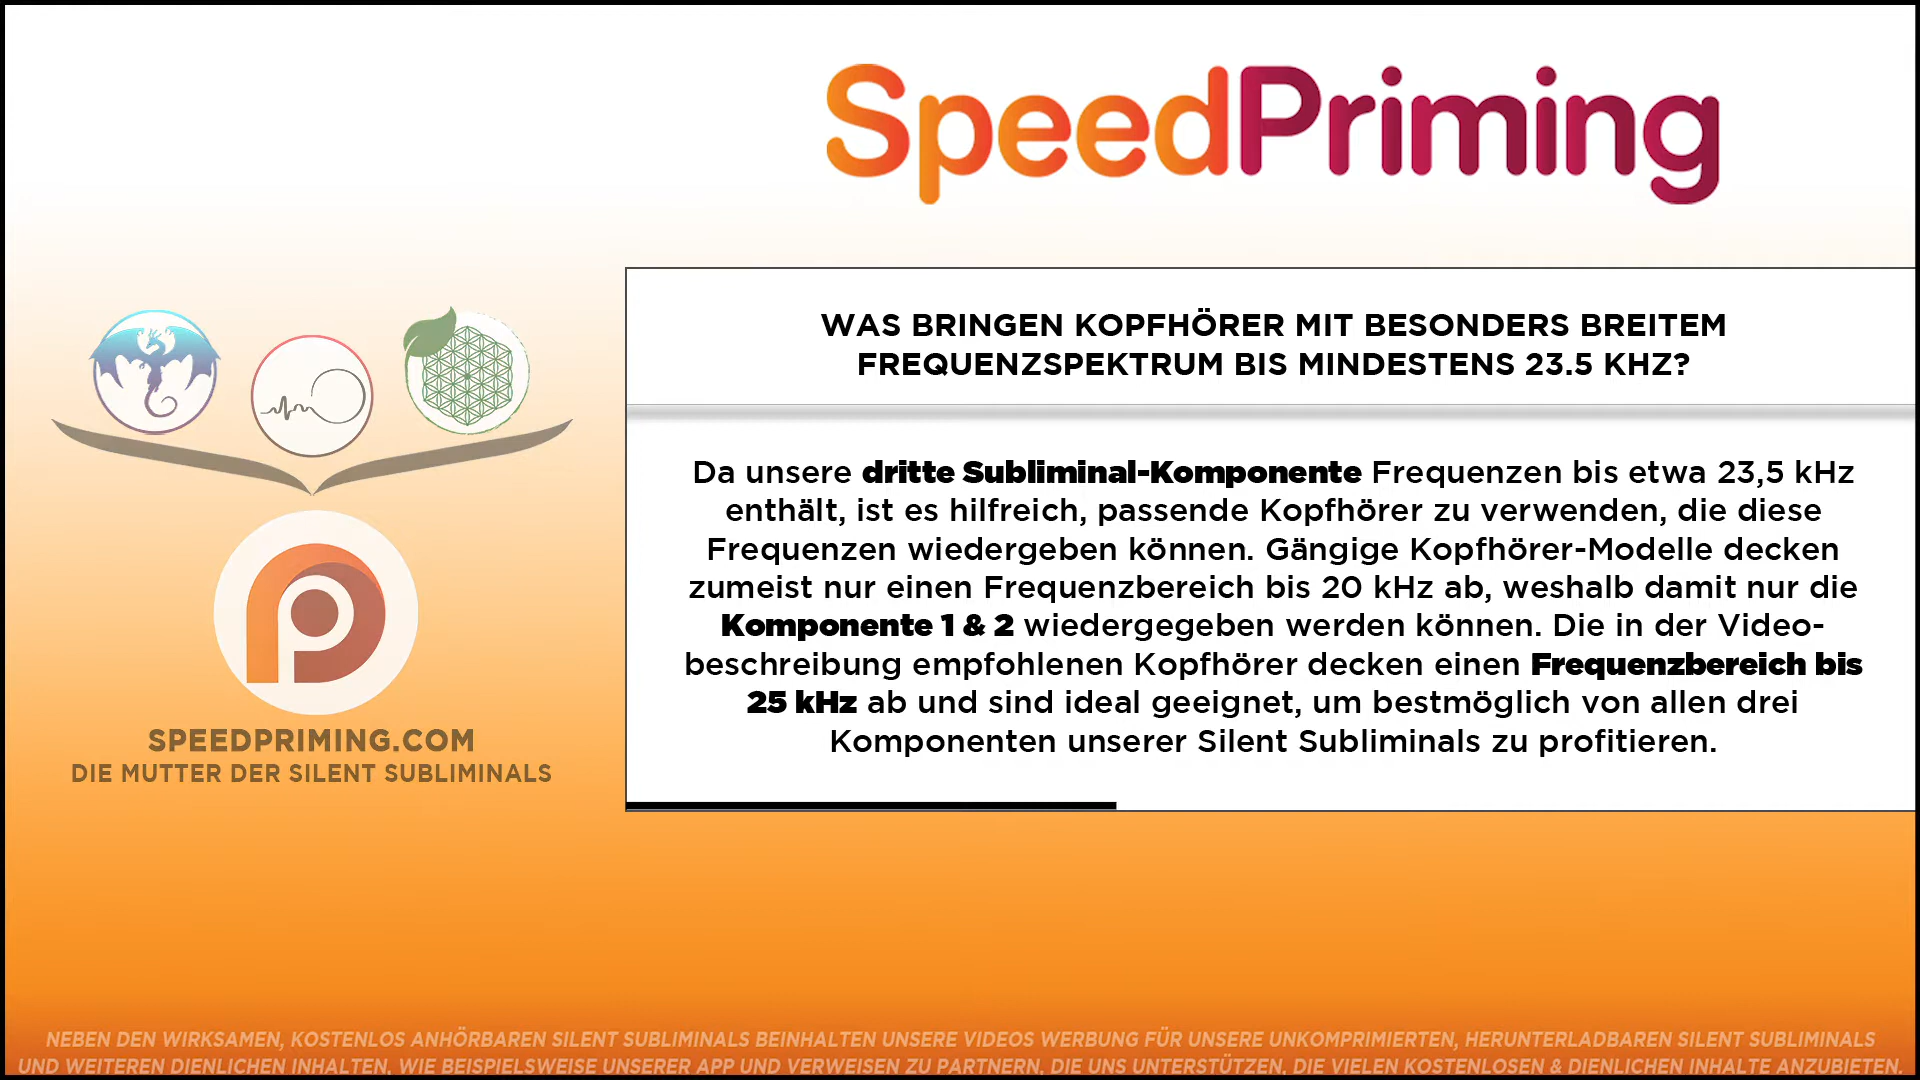 SpeedPriming
WAS BRINGEN KOPFHÖRER MIT BESONDERS BREITEM
FREQUENZSPEKTRUM BIS MINDESTENS 23.5 KHZ?
Da unsere dritte Subliminal-Komponente Frequenzen bis etwa 23,5 kHz
enthält, ist es hilfreich, passende Kopfhörer zu verwenden, die diese
Frequenzen wiedergeben können. Gängige Kopfhörer-Modelle decken
zumeist nur einen Frequenzbereich bis 20 kHz ab, weshalb damit nur die
Komponente 1 & 2 wiedergegeben werden können. Die in der Video-
beschreibung empfohlenen Kopfhörer decken einen Frequenzbereich bis
25 kHz ab und sind ideal geeignet, um bestmöglich von allen drei
Komponenten unserer Silent Subliminals zu profitieren.
SPEEDPRIMING.COM
DIE MUTTER DER SILENT SUBLIMINALS
NEBEN DEN WIRKSAMEN, KOSTENLOS ANHÖRBAREN SILENT SUBLIMINALS BEINHALTEN UNSERE VIDEOS WERBUNG FÜR UNSERE UNKOMPRIMIERTEN, HERUNTERLADBAREN SILENT SUBLIMINALS
UND WEITEREN DIENLICHEN INHALTEN, WIE BEISPIELSWEISE UNSERER APP UND VERWEISEN ZU PARTNERN, DIE UNS UNTERSTÜTZEN, DIE VIELEN KOSTENLOSEN & DIENLICHEN INHALTE ANZUBIETEN.